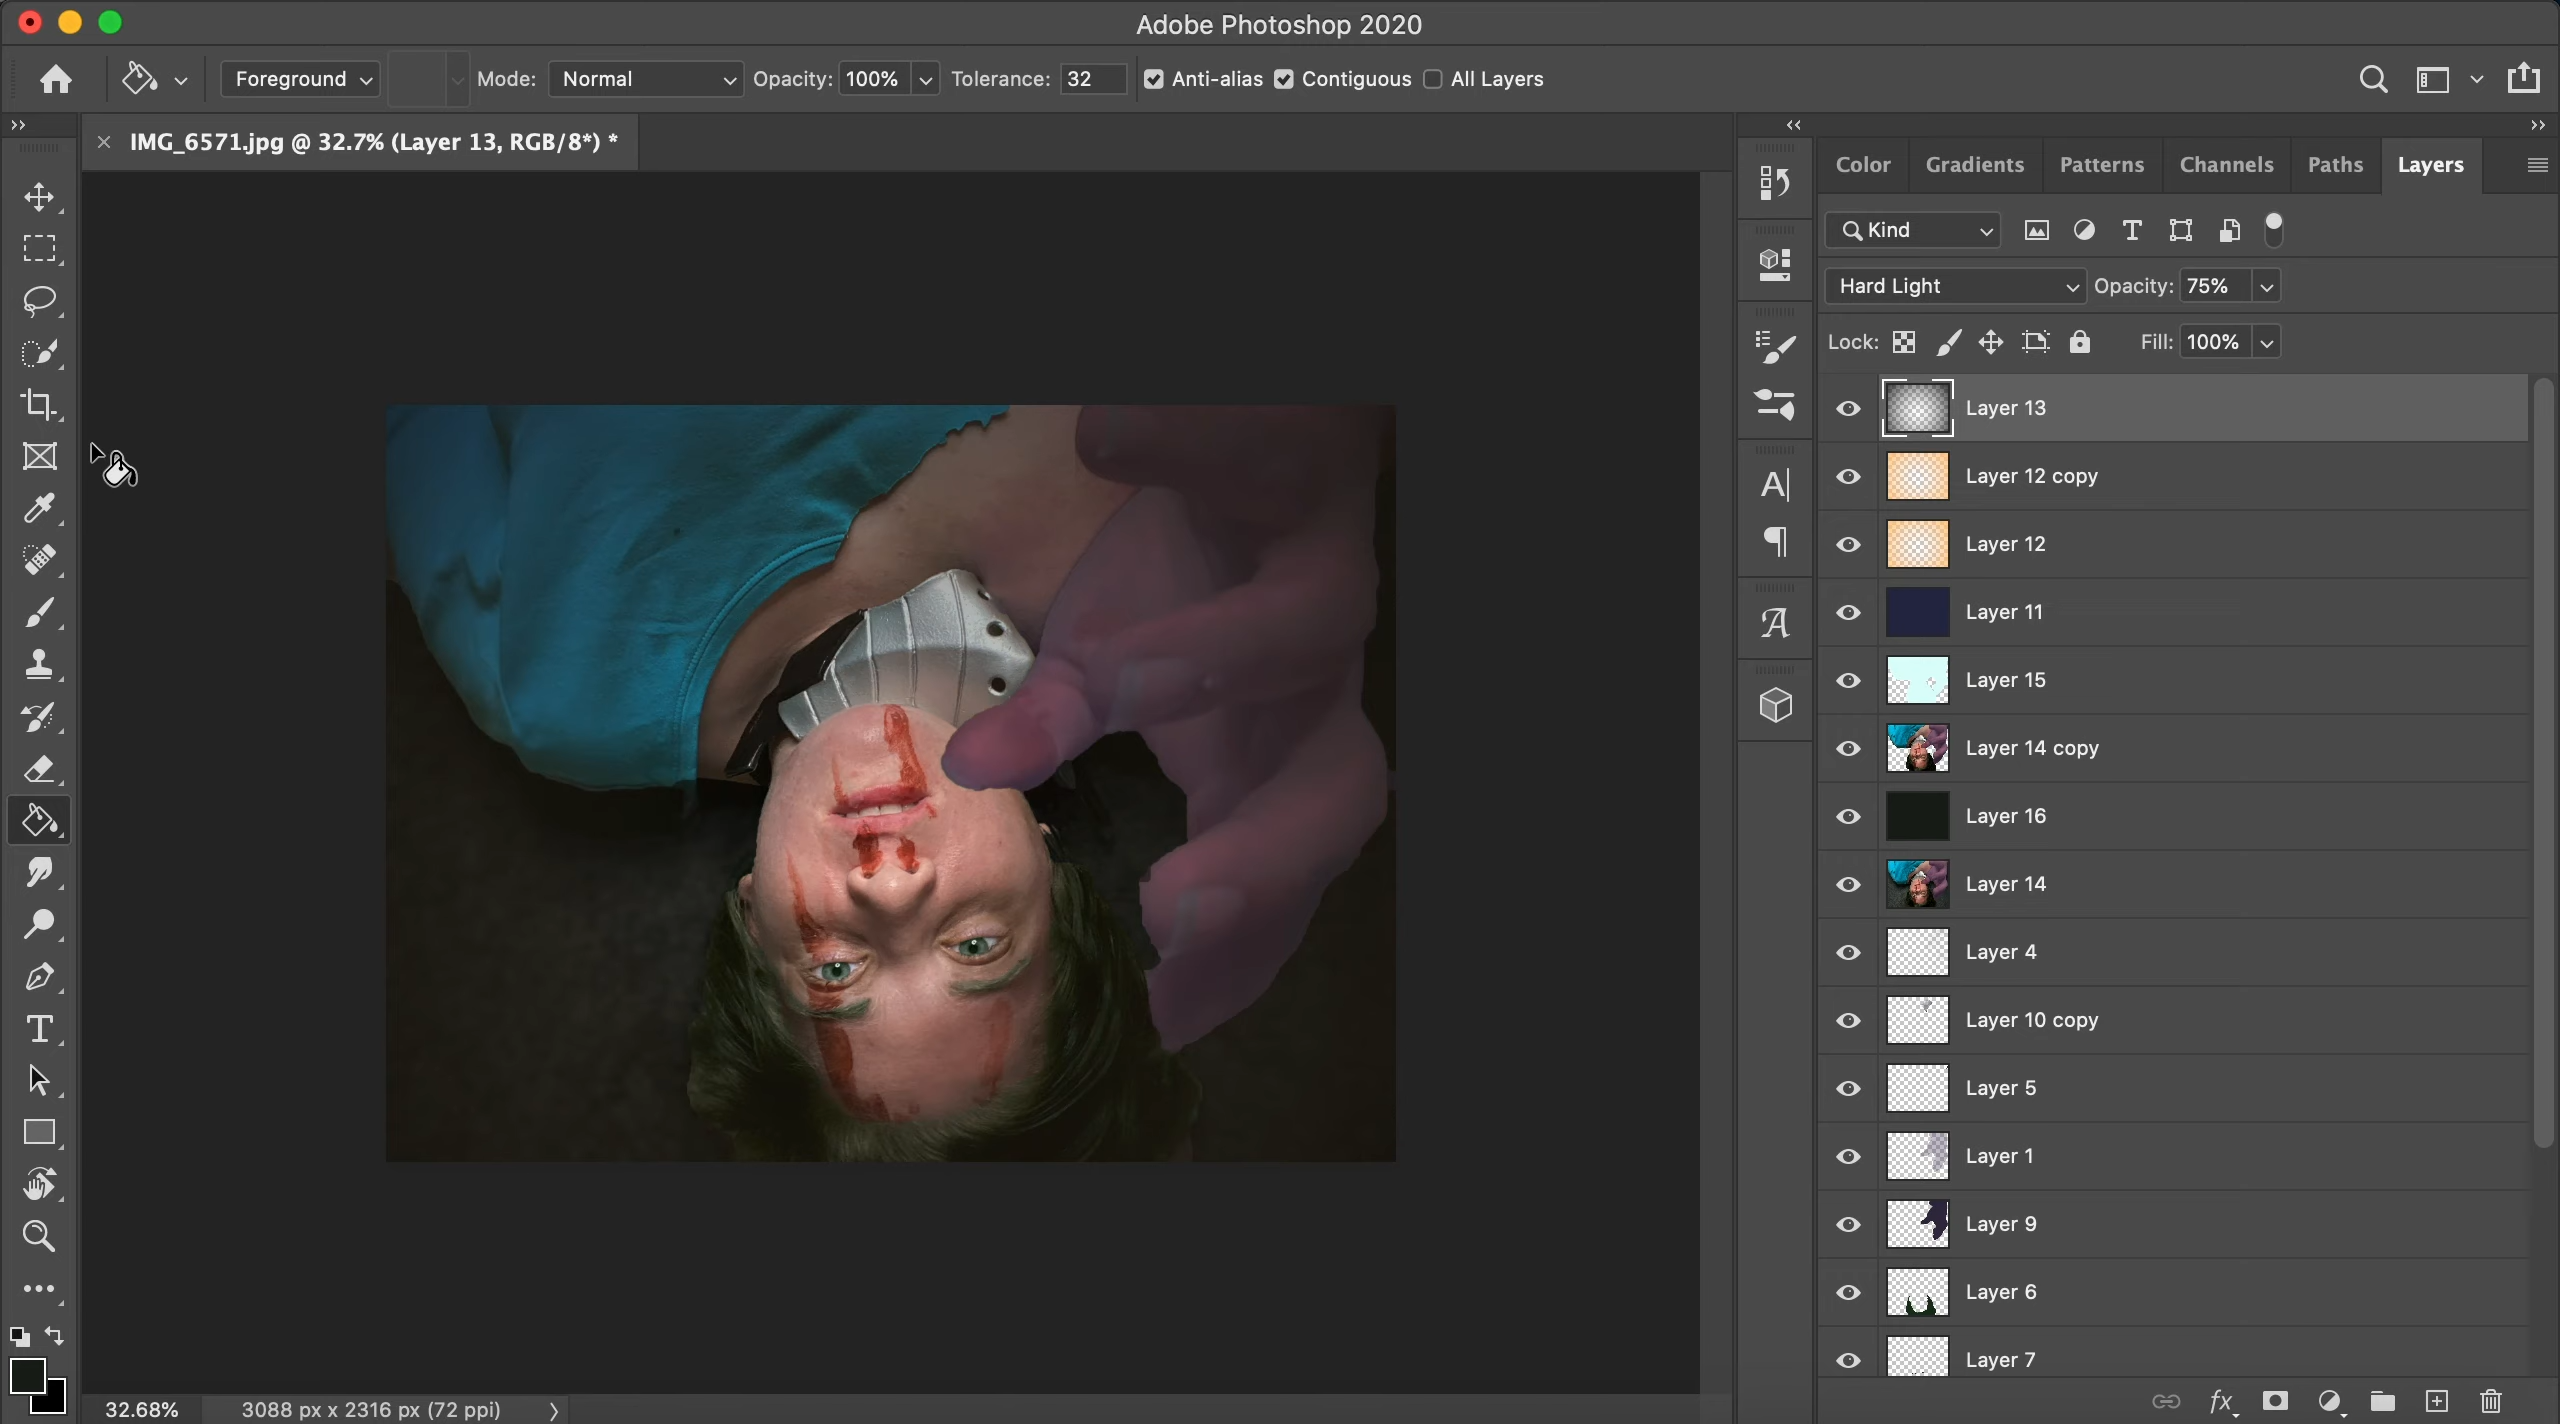 Adobe Photoshop 2020
Foreground Mode: Normal Opacity: 100% Tolerance: 32 Anti-alias Contiguous All Layers
IMG_6571.jpg @ 32.7% (Layer 13, RGB/8*) *
Color Gradients Patterns Channels Paths Layers
Kind
Hard Light Opacity: 75%
Lock: Fill: 100%
Layer 13
Layer 12 copy
Layer 12
Layer 11
Layer 15
Layer 14 copy
Layer 16
Layer 14
Layer 4
Layer 10 copy
Layer 5
Layer 1
Layer 9
Layer 6
Layer 7
fx
32.68% 3088 px x 2316 px (72 ppi)